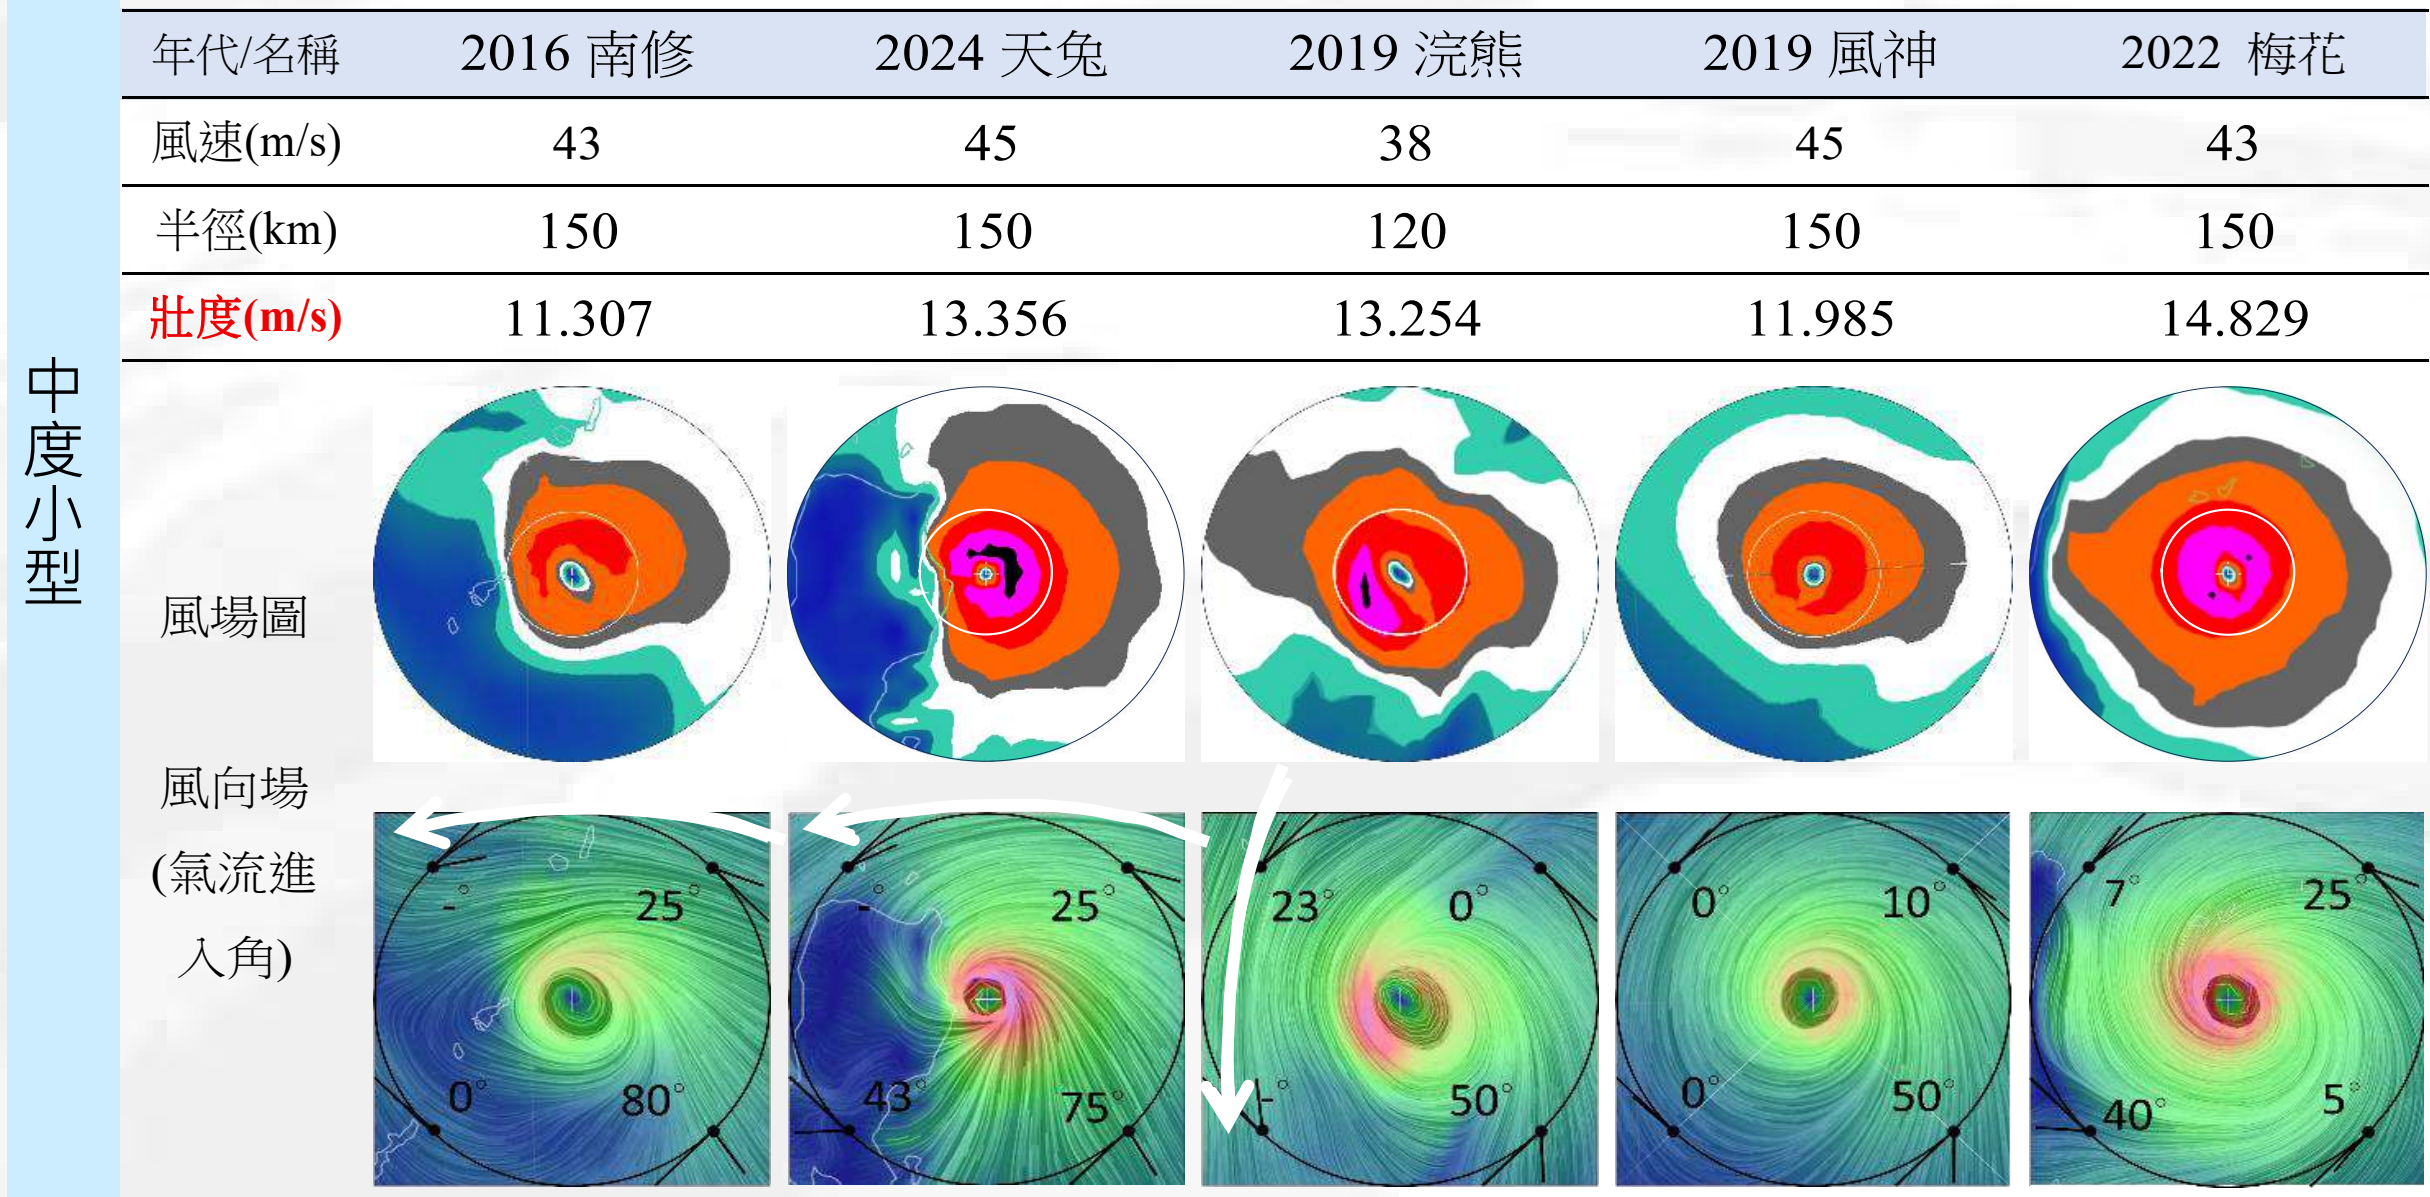 中度小型
年代/名稱 2016 南修 2024 天兔 2019 浣熊 2019 風神 2022 梅花
風速(m/s) 43 45 38 45 43
半徑(km) 150 150 120 150 150
壯度(m/s) 11.307 13.356 13.254 11.985 14.829
風場圖
風向場
(氣流進
入角)
-° 25° -° 25° 23° 0° 0° 10° 7° 25°
0° 80° 43° 75° -° 50° 0° 50° 40° 5°